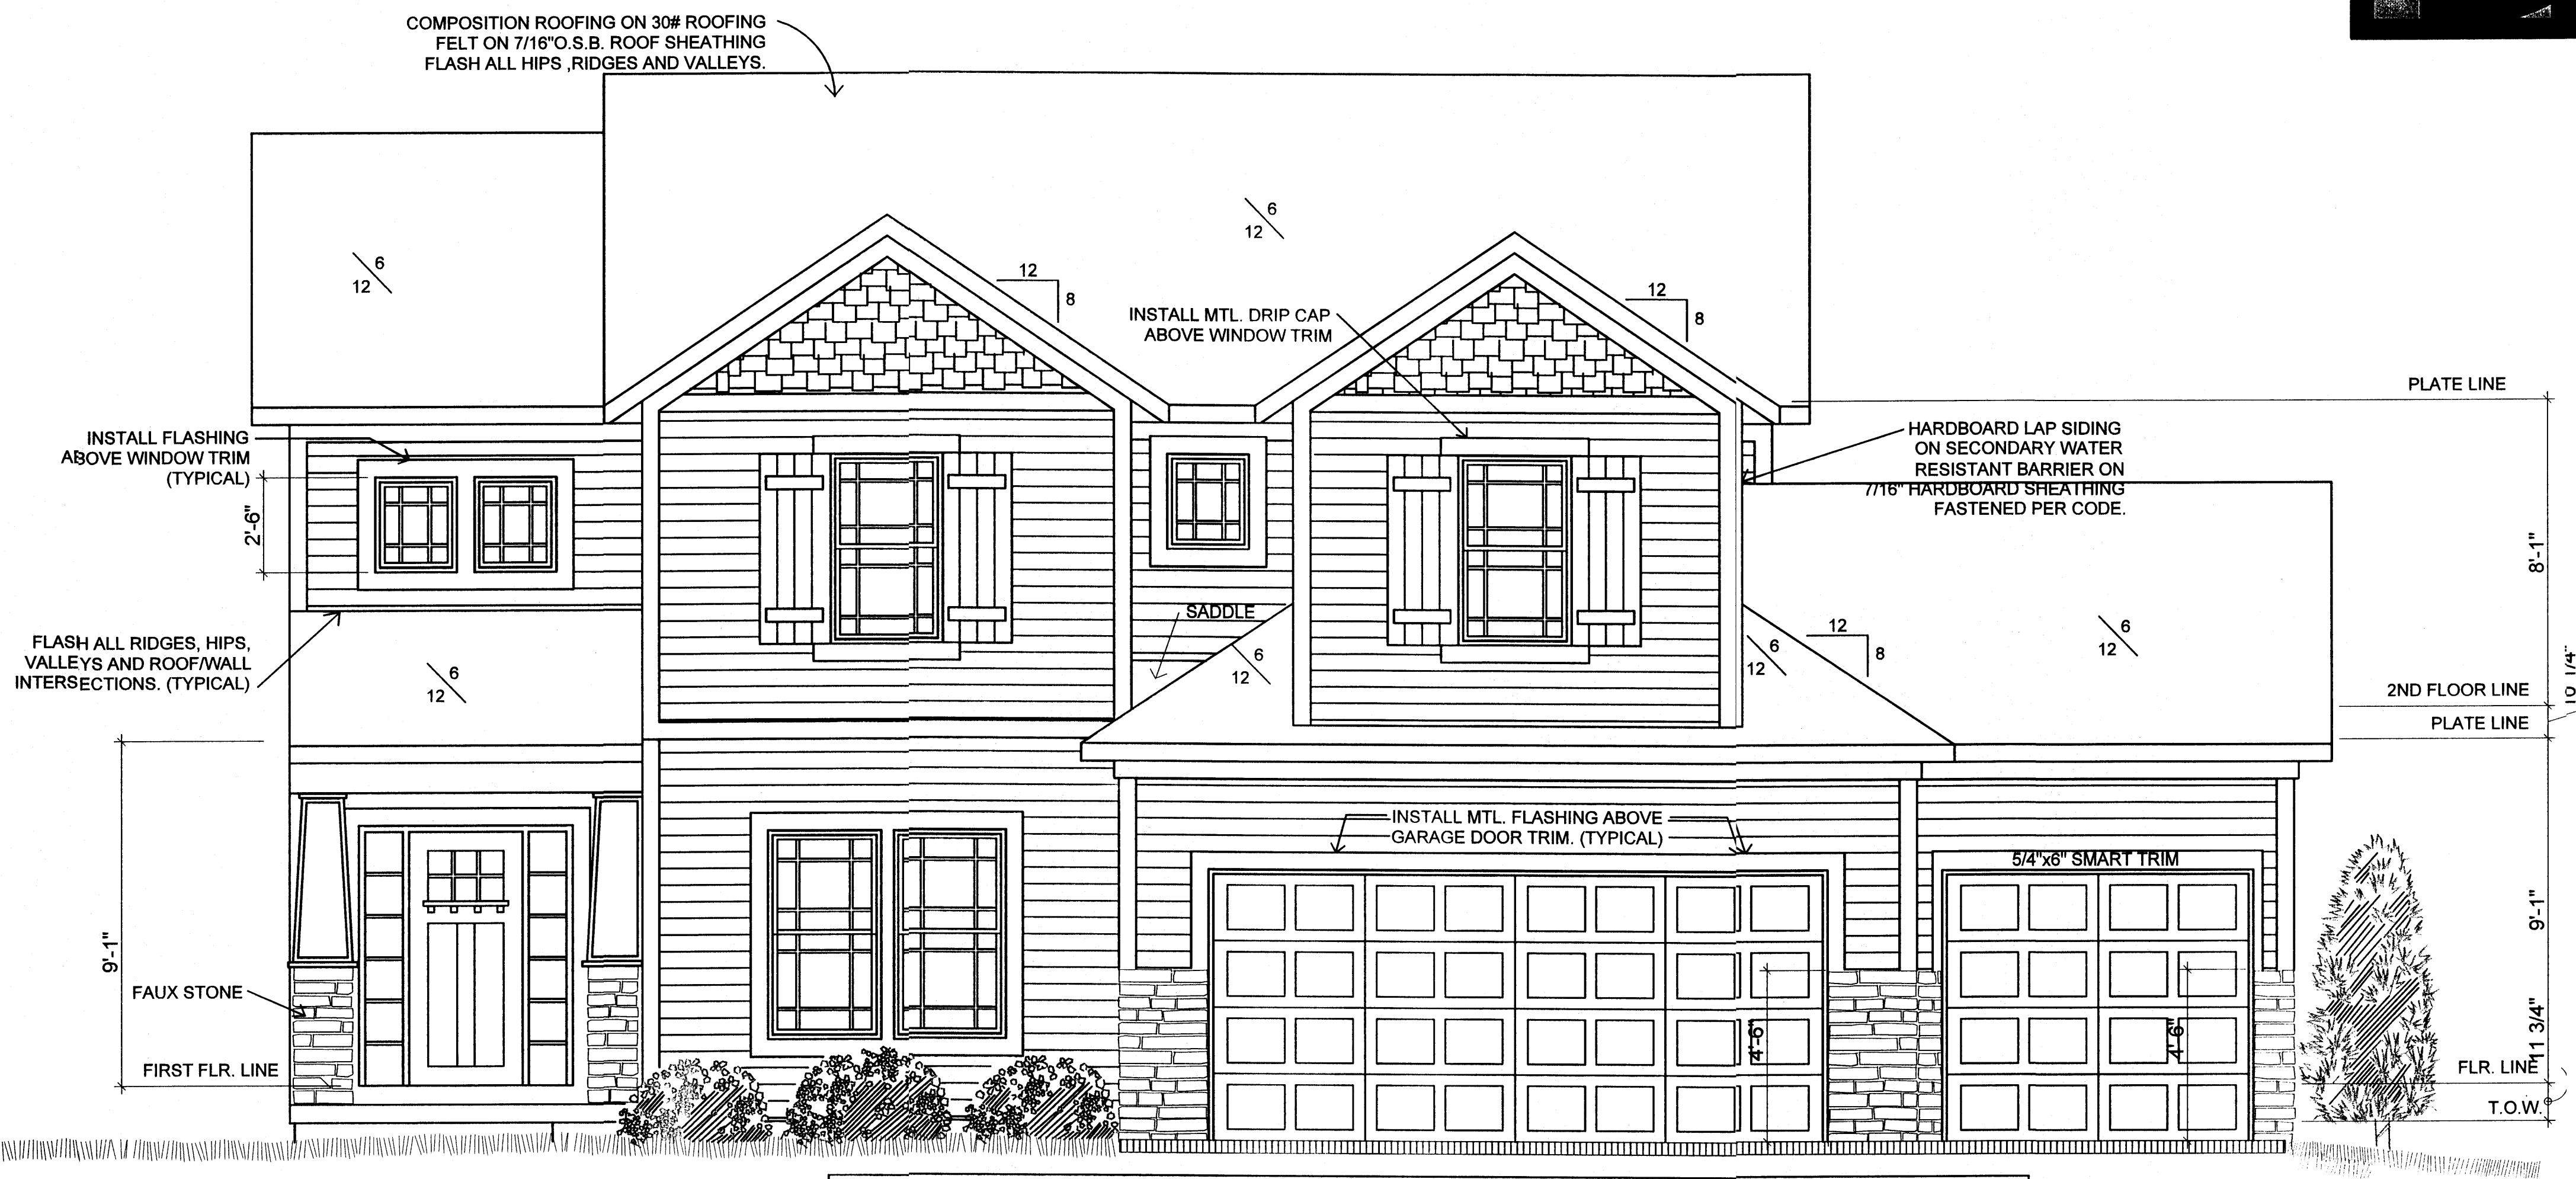 COMPOSITION ROOFING ON 30# ROOFING
FELT ON 7/16"O.S.B. ROOF SHEATHING
FLASH ALL HIPS ,RIDGES AND VALLEYS.
6
12
6
12
12
8
12
8
INSTALL MTL. DRIP CAP
ABOVE WINDOW TRIM
PLATE LINE
INSTALL FLASHING
ABOVE WINDOW TRIM
(TYPICAL)
2'-6"
HARDBOARD LAP SIDING
ON SECONDARY WATER
RESISTANT BARRIER ON
7/16" HARDBOARD SHEATHING
FASTENED PER CODE.
8'-1"
SADDLE
FLASH ALL RIDGES, HIPS,
VALLEYS AND ROOF/WALL
INTERSECTIONS. (TYPICAL)
6
12
6
12
6
12
12
8
6
12
10 1/4"
2ND FLOOR LINE
PLATE LINE
INSTALL MTL. FLASHING ABOVE
GARAGE DOOR TRIM. (TYPICAL)
5/4"x6" SMART TRIM
9'-1"
9'-1"
FAUX STONE
4'-6"
4'-6"
11 3/4"
FIRST FLR. LINE
FLR. LINE
T.O.W.